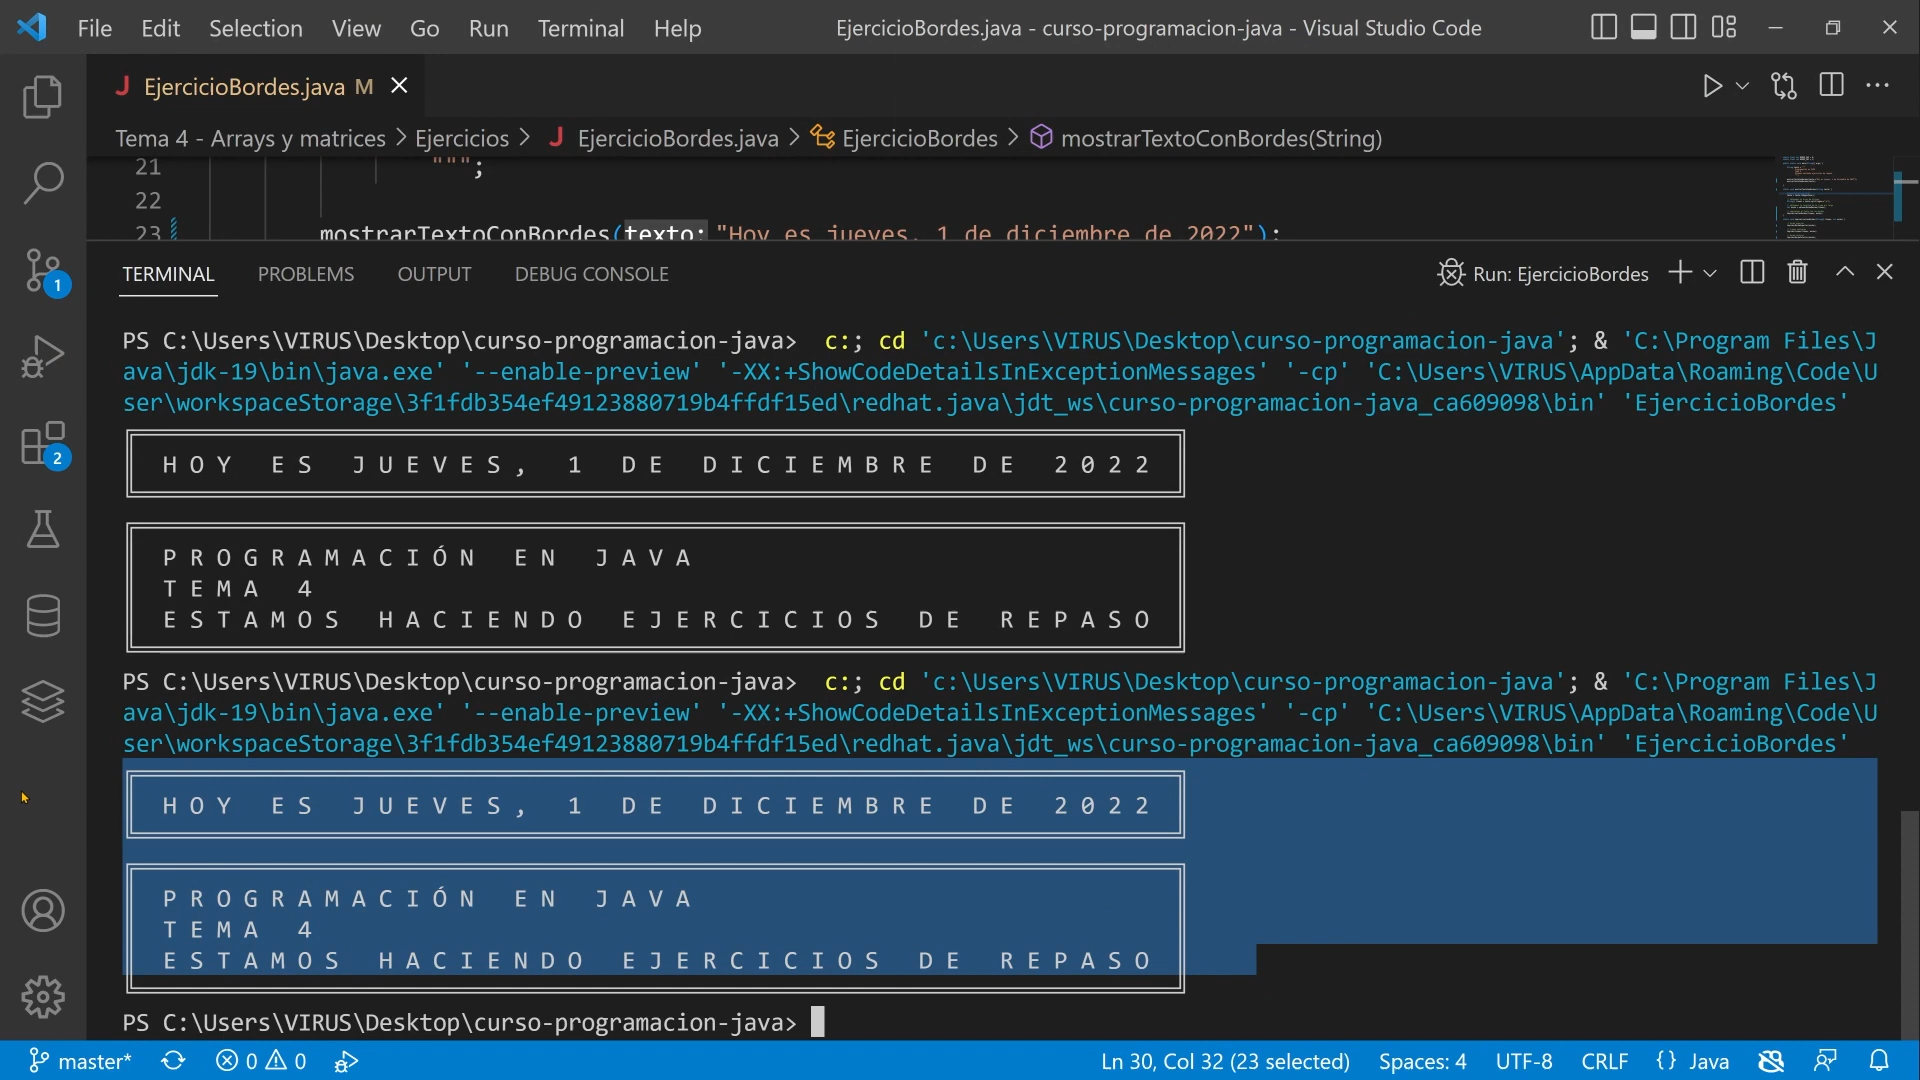 File Edit Selection View Go Run Terminal Help EjercicioBordes.java - curso-programacion-java - Visual Studio Code
J EjercicioBordes.java M
Tema 4 - Arrays y matrices > Ejercicios > J EjercicioBordes.java > EjercicioBordes > mostrarTextoConBordes(String)
21 """;
22
23 mostrarTextoConBordes(texto: "Hoy es jueves, 1 de diciembre de 2022");
TERMINAL PROBLEMS OUTPUT DEBUG CONSOLE Run: EjercicioBordes
PS C:\Users\VIRUS\Desktop\curso-programacion-java>  c:; cd 'c:\Users\VIRUS\Desktop\curso-programacion-java'; & 'C:\Program Files\J
ava\jdk-19\bin\java.exe' '--enable-preview' '-XX:+ShowCodeDetailsInExceptionMessages' '-cp' 'C:\Users\VIRUS\AppData\Roaming\Code\U
ser\workspaceStorage\3f1fdb354ef49123880719b4ffdf15ed\redhat.java\jdt_ws\curso-programacion-java_ca609098\bin' 'EjercicioBordes'
H O Y   E S   J U E V E S ,   1   D E   D I C I E M B R E   D E   2 0 2 2
P R O G R A M A C I Ó N   E N   J A V A
T E M A   4
E S T A M O S   H A C I E N D O   E J E R C I C I O S   D E   R E P A S O
PS C:\Users\VIRUS\Desktop\curso-programacion-java>  c:; cd 'c:\Users\VIRUS\Desktop\curso-programacion-java'; & 'C:\Program Files\J
ava\jdk-19\bin\java.exe' '--enable-preview' '-XX:+ShowCodeDetailsInExceptionMessages' '-cp' 'C:\Users\VIRUS\AppData\Roaming\Code\U
ser\workspaceStorage\3f1fdb354ef49123880719b4ffdf15ed\redhat.java\jdt_ws\curso-programacion-java_ca609098\bin' 'EjercicioBordes'
H O Y   E S   J U E V E S ,   1   D E   D I C I E M B R E   D E   2 0 2 2
P R O G R A M A C I Ó N   E N   J A V A
T E M A   4
E S T A M O S   H A C I E N D O   E J E R C I C I O S   D E   R E P A S O
PS C:\Users\VIRUS\Desktop\curso-programacion-java>
1
2
master* 0 0 Ln 30, Col 32 (23 selected) Spaces: 4 UTF-8 CRLF {} Java